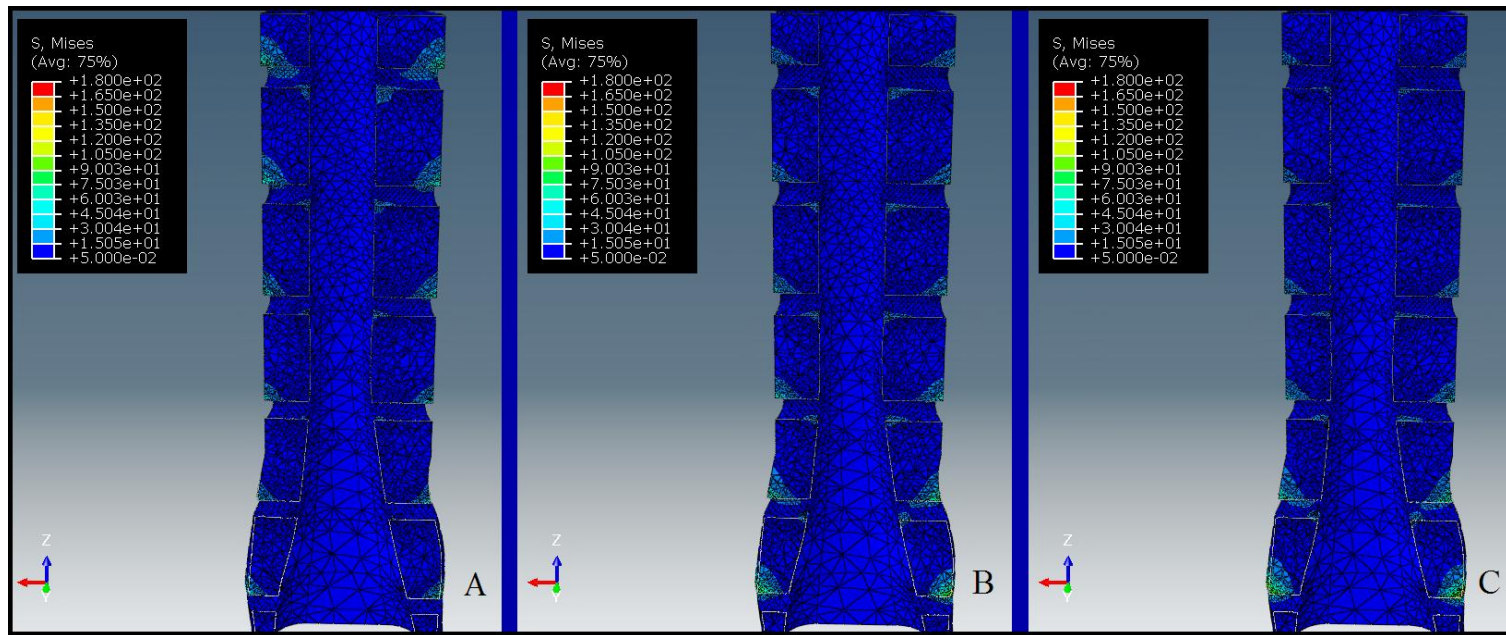 S, Mises
(Avg: 75%)
+1.800e+02
+1.650e+02
+1.500e+02
+1.350e+02
+1.200e+02
+1.050e+02
+9.003e+01
+7.503e+01
+6.003e+01
+4.504e+01
+3.004e+01
+1.505e+01
+5.000e-02
Z
Y
A
S, Mises
(Avg: 75%)
+1.800e+02
+1.650e+02
+1.500e+02
+1.350e+02
+1.200e+02
+1.050e+02
+9.003e+01
+7.503e+01
+6.003e+01
+4.504e+01
+3.004e+01
+1.505e+01
+5.000e-02
Z
Y
B
S, Mises
(Avg: 75%)
+1.800e+02
+1.650e+02
+1.500e+02
+1.350e+02
+1.200e+02
+1.050e+02
+9.003e+01
+7.503e+01
+6.003e+01
+4.504e+01
+3.004e+01
+1.505e+01
+5.000e-02
Z
Y
C